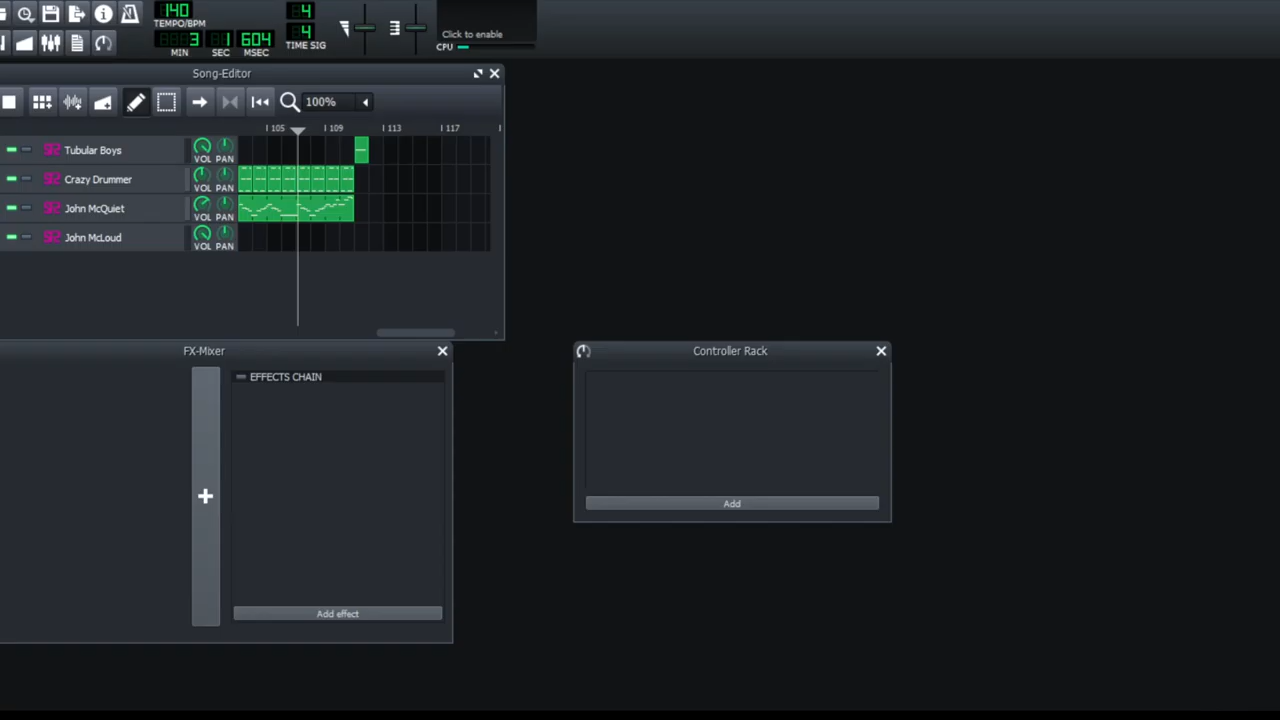 140
TEMPO/BPM
3 1 604
MIN SEC MSEC
4
4
TIME SIG
Click to enable
CPU
Song-Editor
100%
105 109 113 117
Tubular Boys VOL PAN
Crazy Drummer VOL PAN
John McQuiet VOL PAN
John McLoud VOL PAN
FX-Mixer
EFFECTS CHAIN
Add effect
Controller Rack
Add